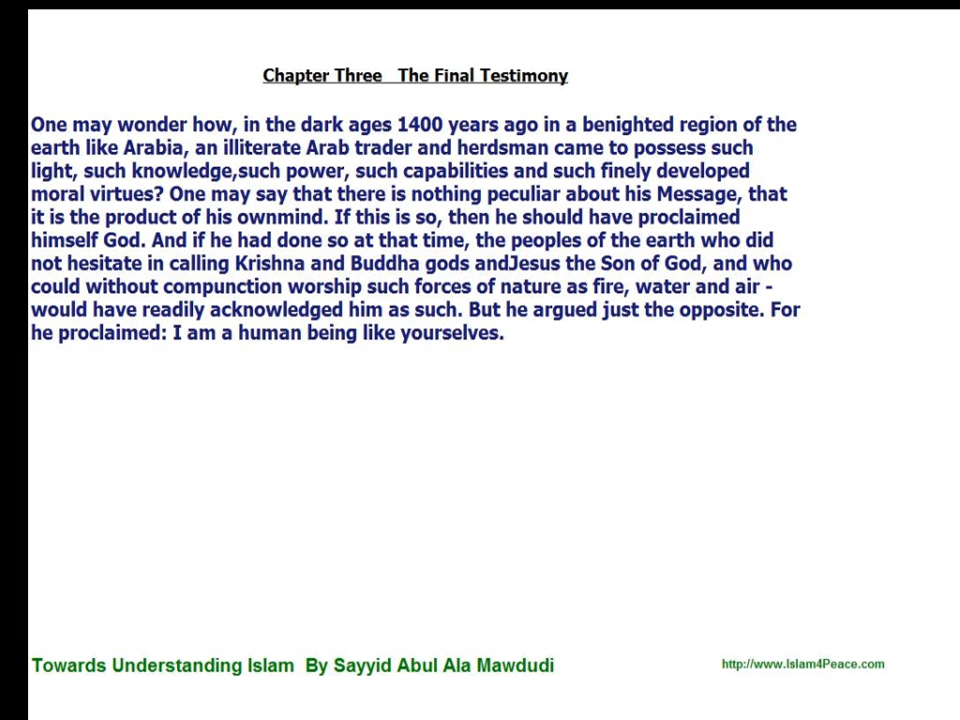 Chapter Three   The Final Testimony
One may wonder how, in the dark ages 1400 years ago in a benighted region of the
earth like Arabia, an illiterate Arab trader and herdsman came to possess such
light, such knowledge,such power, such capabilities and such finely developed
moral virtues? One may say that there is nothing peculiar about his Message, that
it is the product of his ownmind. If this is so, then he should have proclaimed
himself God. And if he had done so at that time, the peoples of the earth who did
not hesitate in calling Krishna and Buddha gods andJesus the Son of God, and who
could without compunction worship such forces of nature as fire, water and air -
would have readily acknowledged him as such. But he argued just the opposite. For
he proclaimed: I am a human being like yourselves.
Towards Understanding Islam  By Sayyid Abul Ala Mawdudi
http://www.Islam4Peace.com